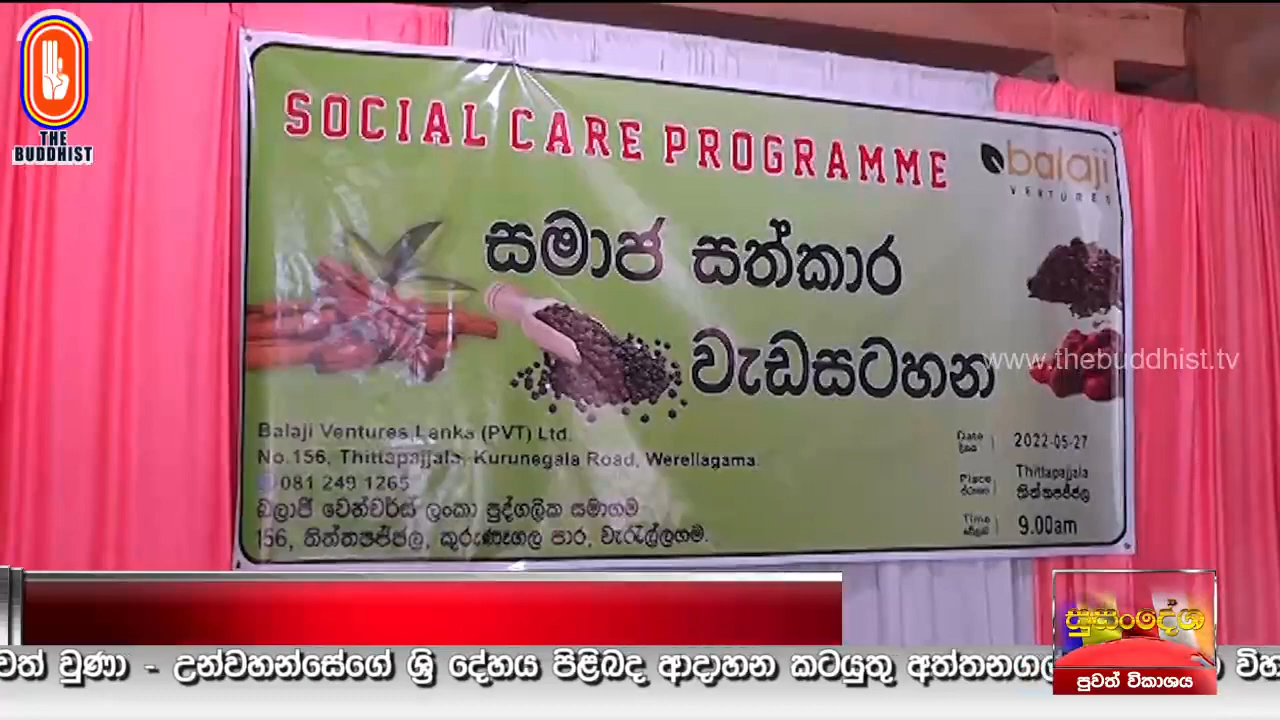 THE
BUDDHIST
SOCIAL CARE PROGRAMME
balaji
VENTURES
සමාජ සත්කාර
වැඩසටහන
www.thebuddhist.tv
Balaji Ventures Lanka (PVT) Ltd.
No.156, Thittapajjala, Kurunegala Road, Werellagama.
081 249 1265
බලාජි වෙන්චර්ස් ලංකා පුද්ගලික සමාගම
156, තිත්තපජ්ජල, කුරුණෑගල පාර, වැරැල්ලගම.
Date
දිනය
2022-05-27
Place
ස්ථානය
Thittapajjala
තිත්තපජ්ජල
Time
වේලාව
9.00am
සුසංදේශ
පුවත් විකාශය
වත් වුණා - උන්වහන්සේගේ ශ්‍රි දේහය පිළිබඳ ආදාහන කටයුතු